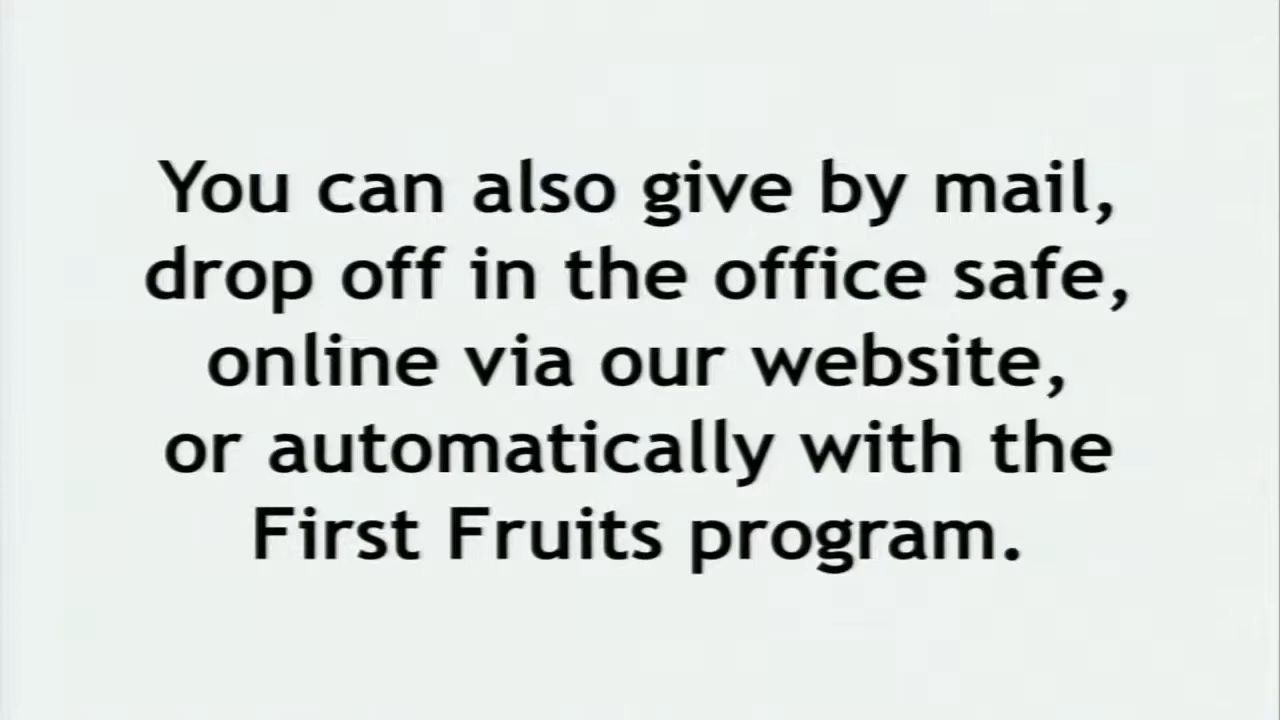 You can also give by mail,
drop off in the office safe,
online via our website,
or automatically with the
First Fruits program.